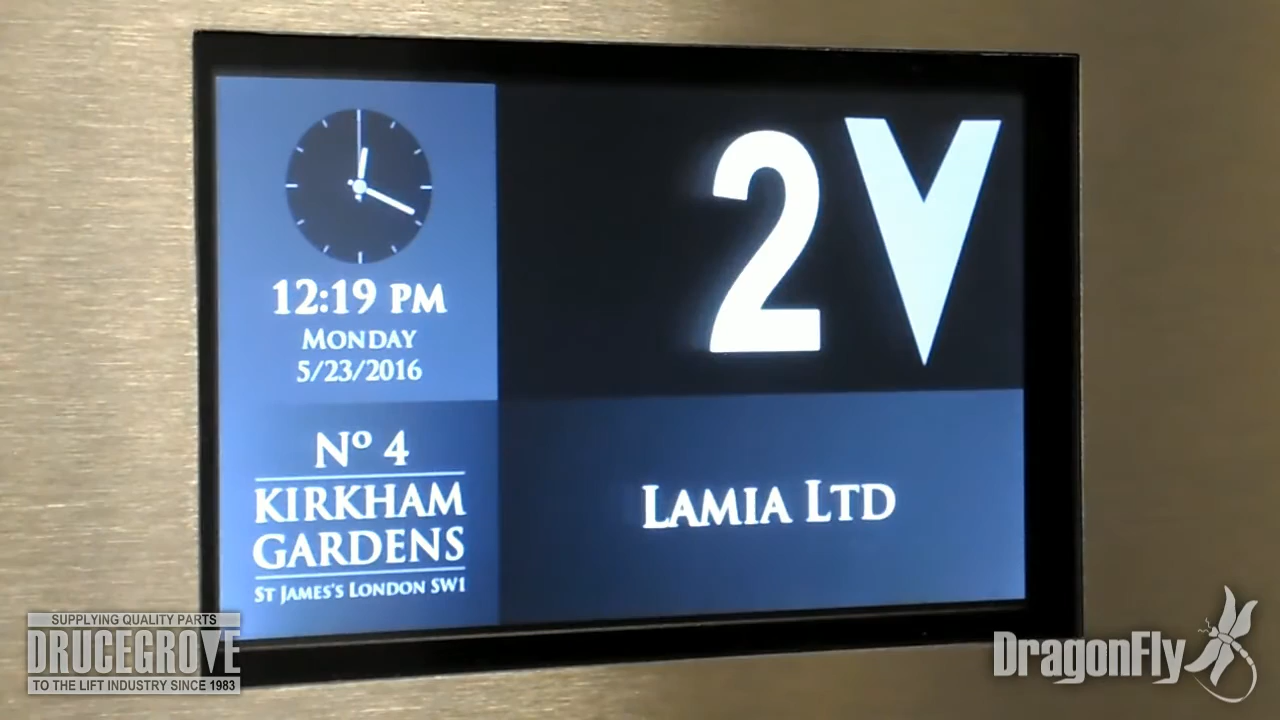 12:19 PM
MONDAY
5/23/2016
Nº 4
KIRKHAM
GARDENS
ST JAMES'S LONDON SW1
2
LAMIA LTD
SUPPLYING QUALITY PARTS
DRUCEGROVE
TO THE LIFT INDUSTRY SINCE 1983
DRAGONFLY